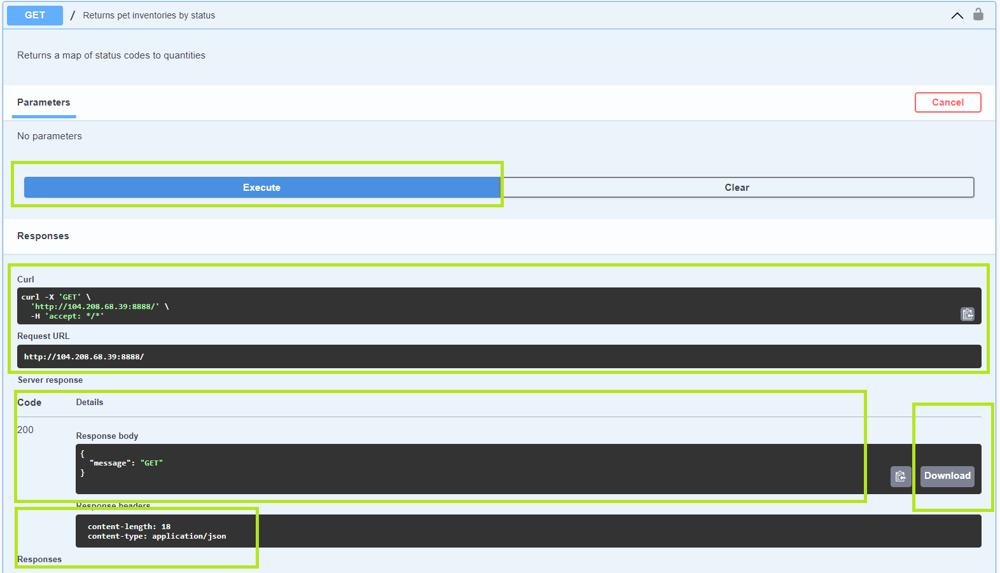 GET / Returns pet inventories by status
Returns a map of status codes to quantities
Parameters
Cancel
No parameters
Execute
Clear
Responses
Curl
curl -X 'GET' \
'http://104.208.68.39:8888/' \
-H 'accept: */*'
Request URL
http://104.208.68.39:8888/
Server response
Code Details
200
Response body
{
"message": "GET"
}
Download
Response headers
content-length: 18
content-type: application/json
Responses